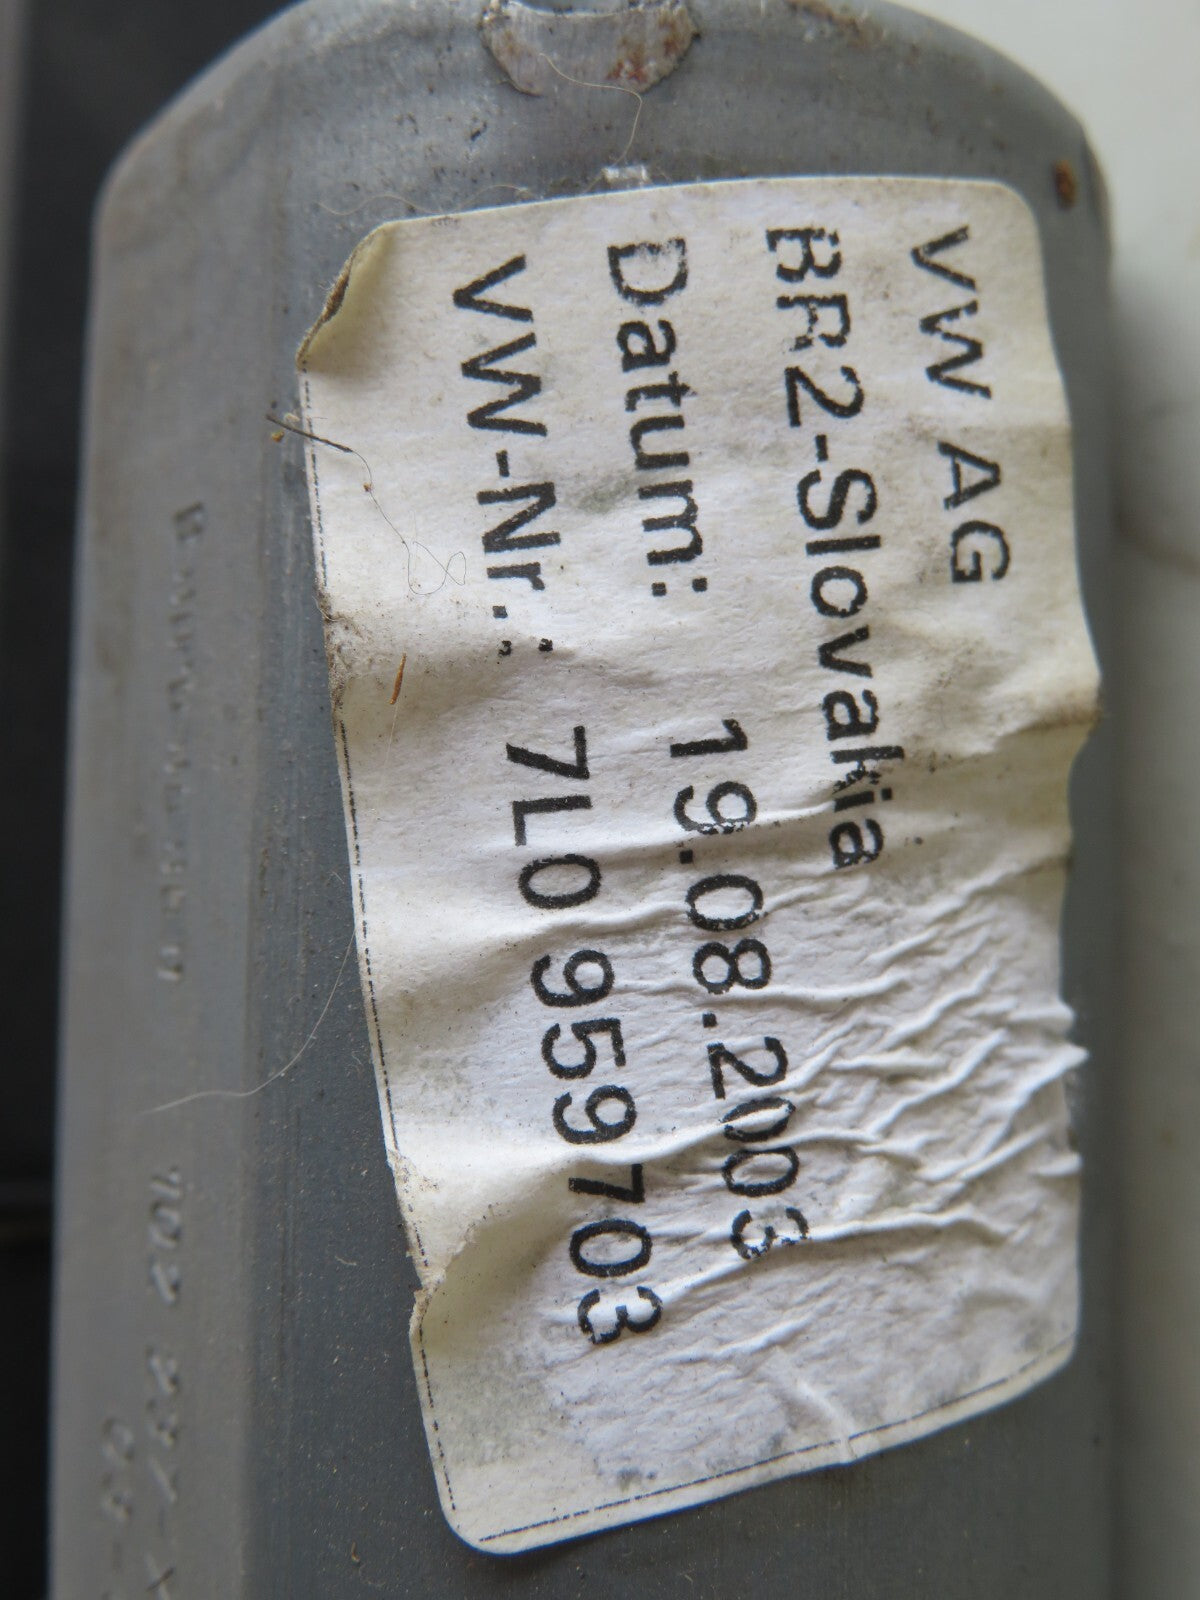 VW AG
BR2-Slovakia
Datum: 19.08.2003
VW-Nr.: 7L0 959 703